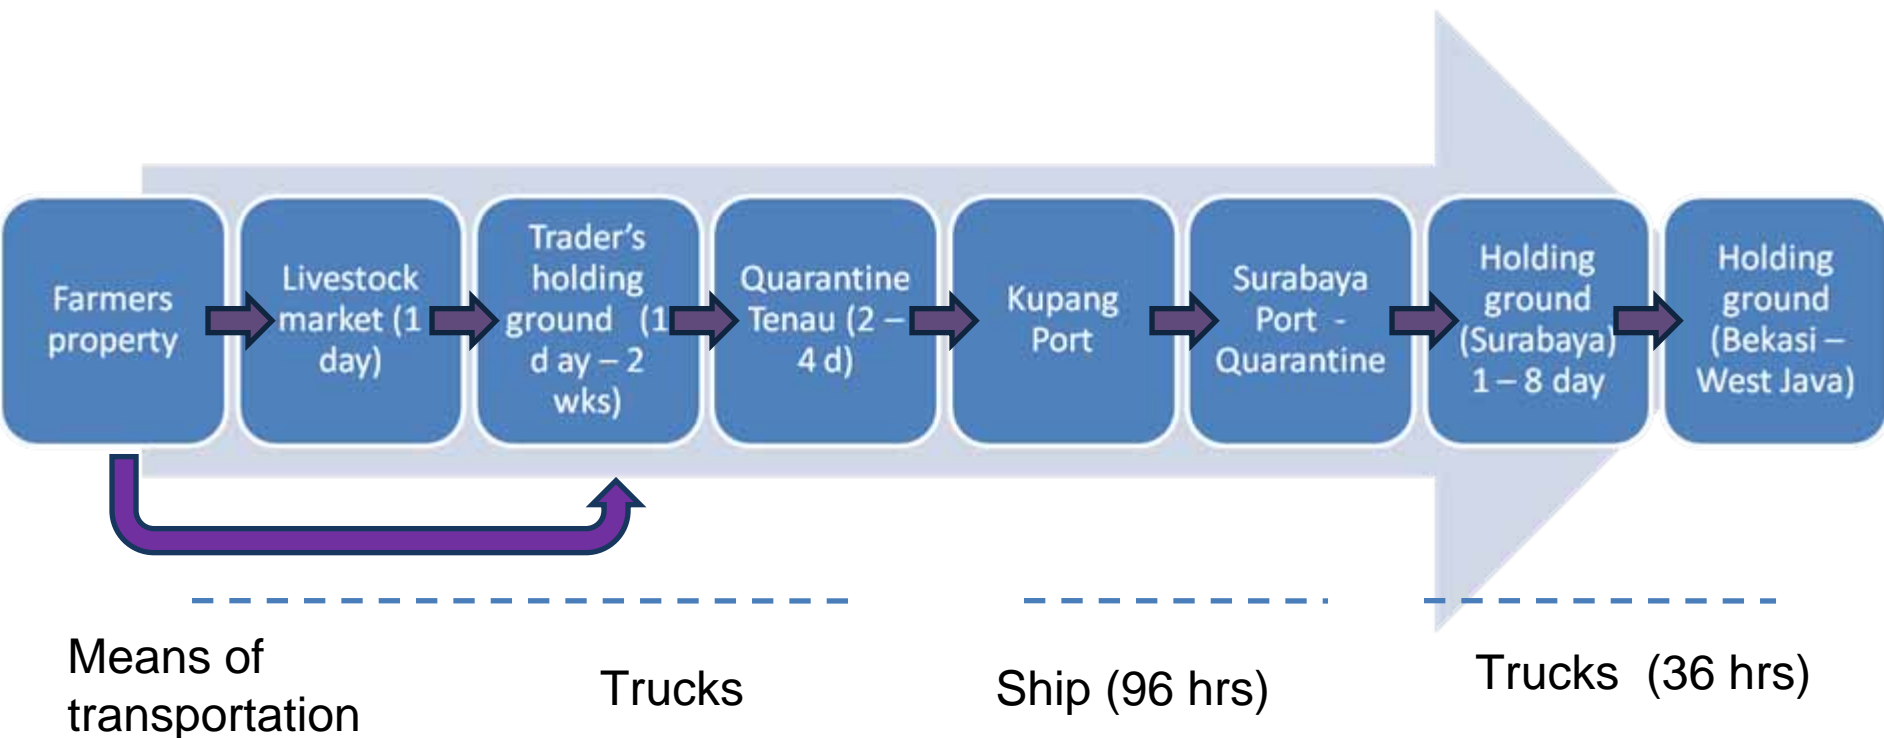 Farmers
property
Livestock
market (1
day)
Trader’s
holding
ground (1
d ay – 2
wks)
Quarantine
Tenau (2 –
4 d)
Kupang
Port
Surabaya
Port -
Quarantine
Holding
ground
(Surabaya)
1 – 8 day
Holding
ground
(Bekasi –
West Java)
Means of
transportation
Trucks
Ship (96 hrs)
Trucks (36 hrs)